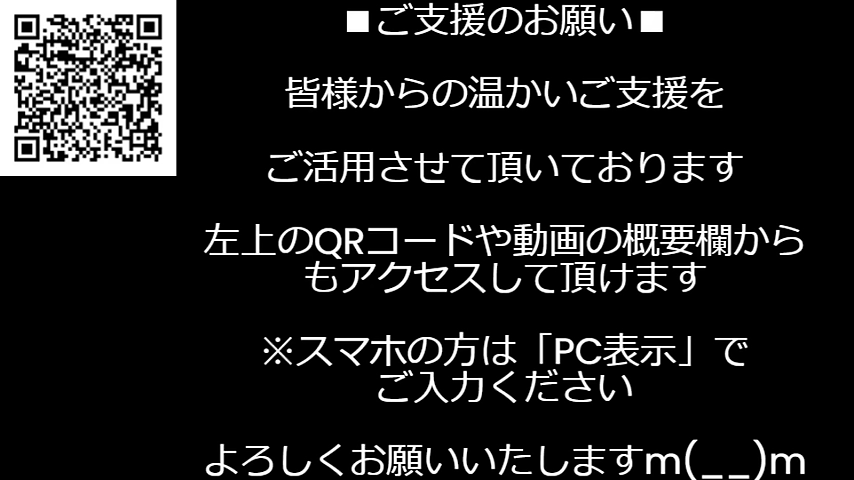 ■ご支援のお願い■
皆様からの温かいご支援を
ご活用させて頂いております
左上のQRコードや動画の概要欄から
もアクセスして頂けます
※スマホの方は「PC表示」で
ご入力ください
よろしくお願いいたしますm(__)m